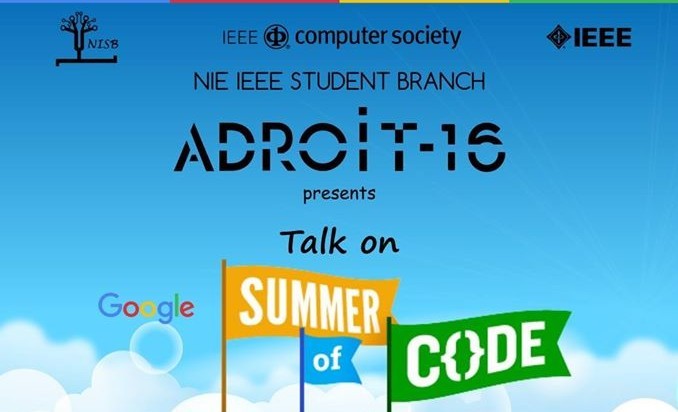 NISB
IEEE computer society
IEEE
NIE IEEE STUDENT BRANCH
ADROIT-16
presents
Talk on
Google
SUMMER
of
CODE